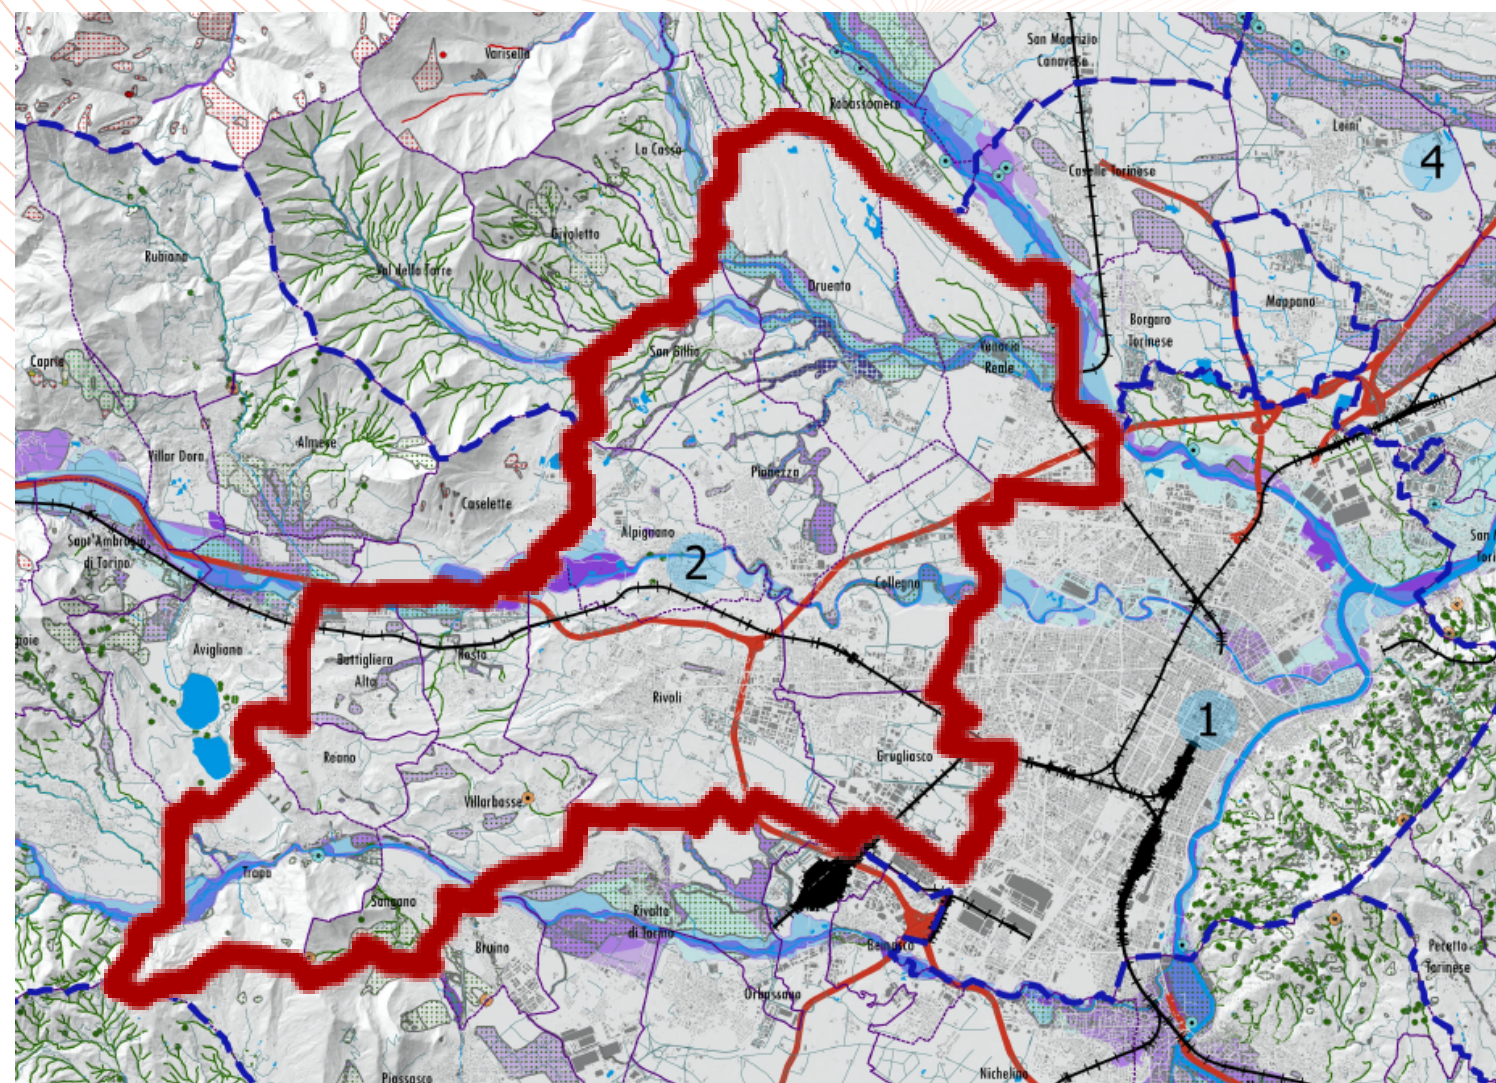 San Maurizio
Canavese
Varisella
Robassomero
Leini'
La Cassa
Caselle Torinese
4
Givoletto
Rubiana
Val della Torre
Druento
Mappano
Borgaro
Torinese
San Gillio
Venaria
Reale
Caprie
Almese
Villar Dora
Pianezza
Caselette
Alpignano
Sant'Ambrogio
di Torino
2
Collegno
San M
Tori
Avigliana
Buttigliera
Alta
Rosta
Rivoli
1
Reano
Grugliasco
Villarbasse
Trana
Sangano
Rivalta
di Torino
Bruino
Beinasco
Pecetto
Torinese
Orbassano
Piossasco
Nichelino